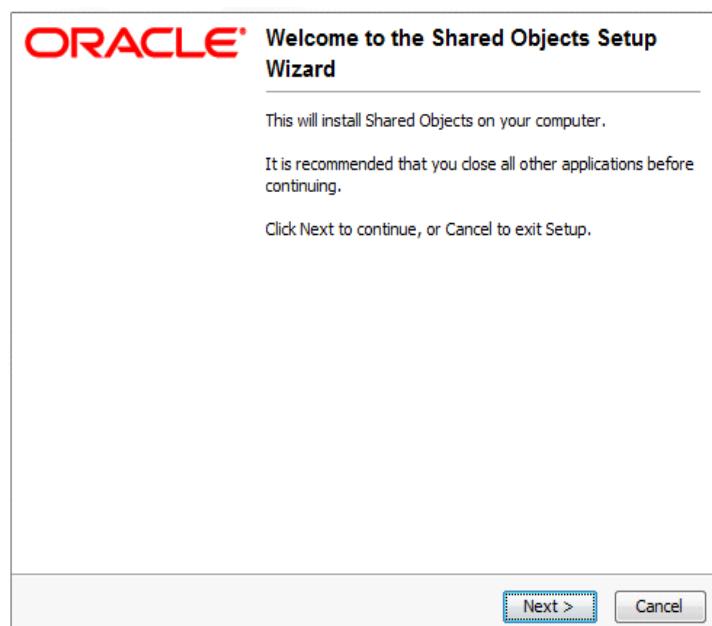 ORACLE®
Welcome to the Shared Objects Setup
Wizard
This will install Shared Objects on your computer.
It is recommended that you close all other applications before
continuing.
Click Next to continue, or Cancel to exit Setup.
Next >
Cancel